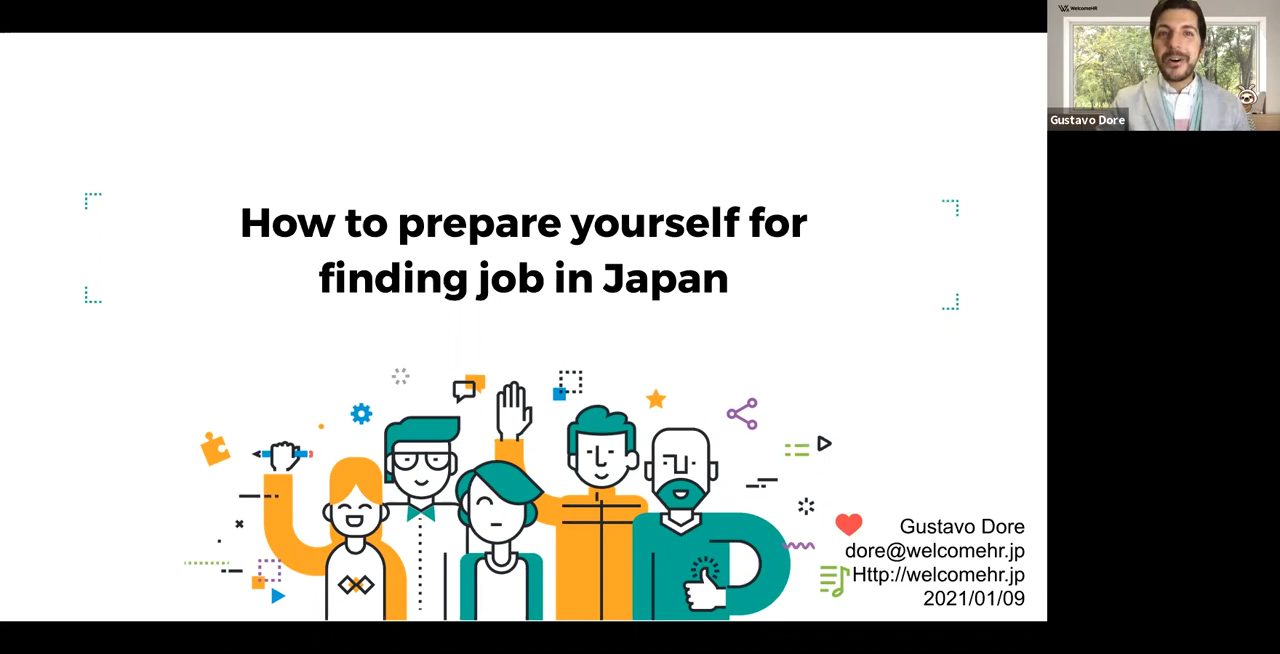 How to prepare yourself for
finding job in Japan
Gustavo Dore
dore@welcomehr.jp
Http://welcomehr.jp
2021/01/09
WelcomeHR
Gustavo Dore